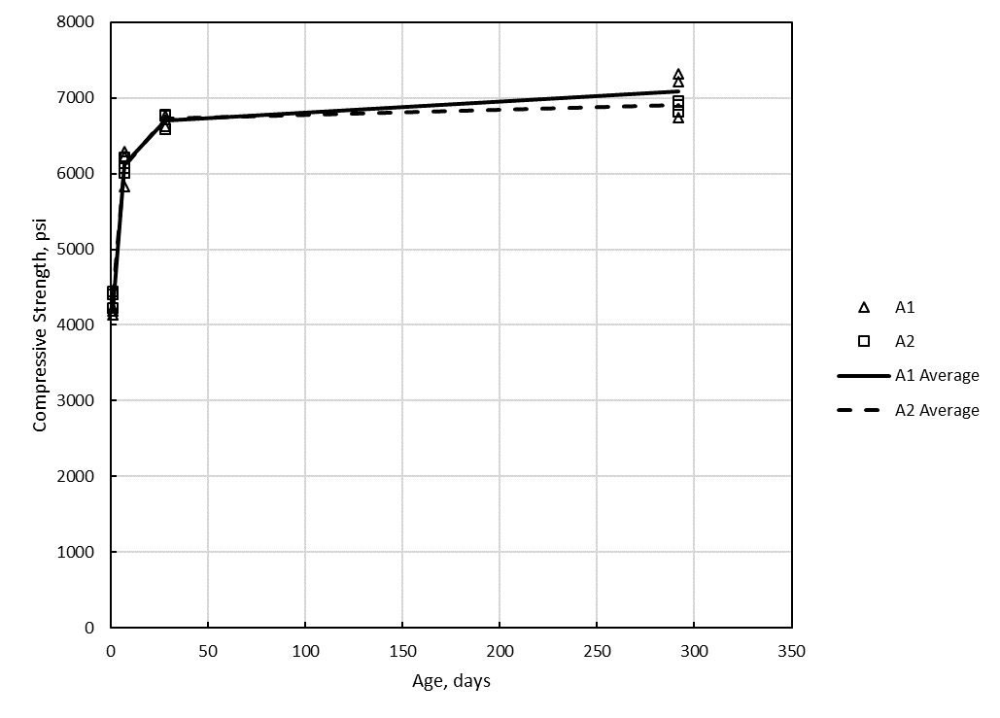 8000
7000
6000
5000
4000
3000
2000
1000
0
Compressive Strength, psi
0 50 100 150 200 250 300 350
Age, days
A1
A2
A1 Average
A2 Average